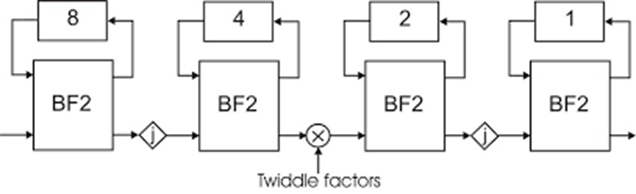 8 4 2 1
BF2 BF2 BF2 BF2
j × j
Twiddle factors